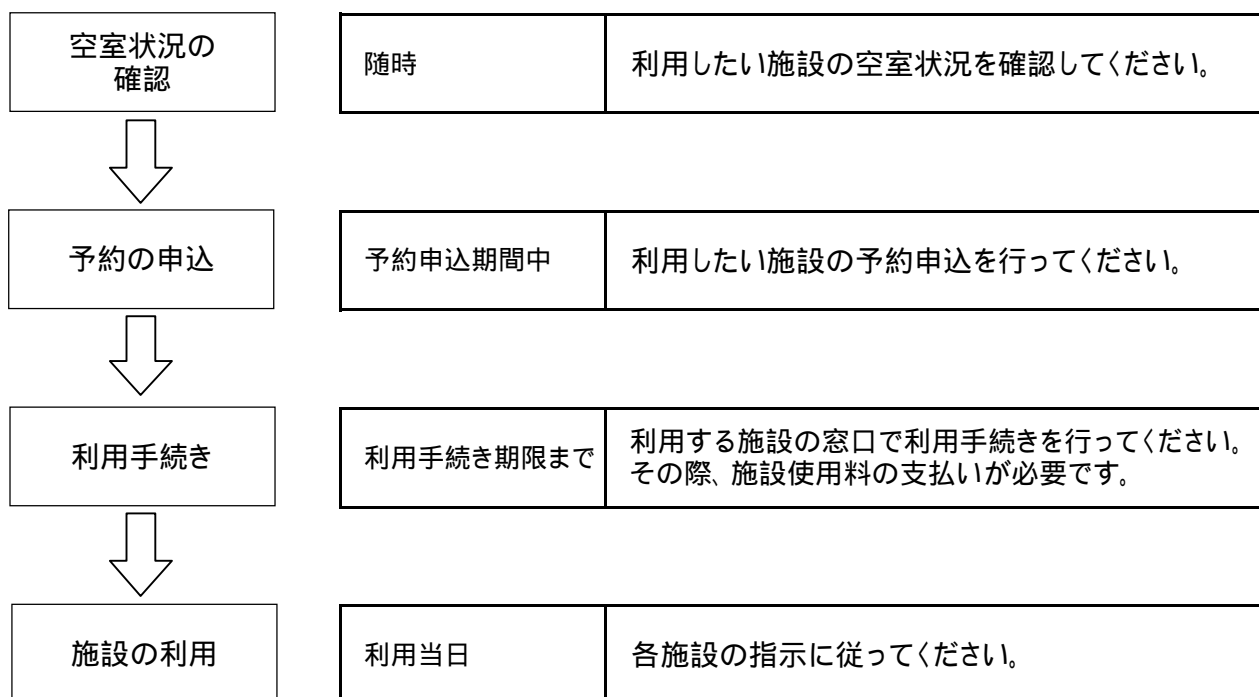 空室状況の
確認
随時
利用したい施設の空室状況を確認してください。
予約の申込
予約申込期間中
利用したい施設の予約申込を行ってください。
利用手続き
利用手続き期限まで
利用する施設の窓口で利用手続きを行ってください。
その際、施設使用料の支払いが必要です。
施設の利用
利用当日
各施設の指示に従ってください。